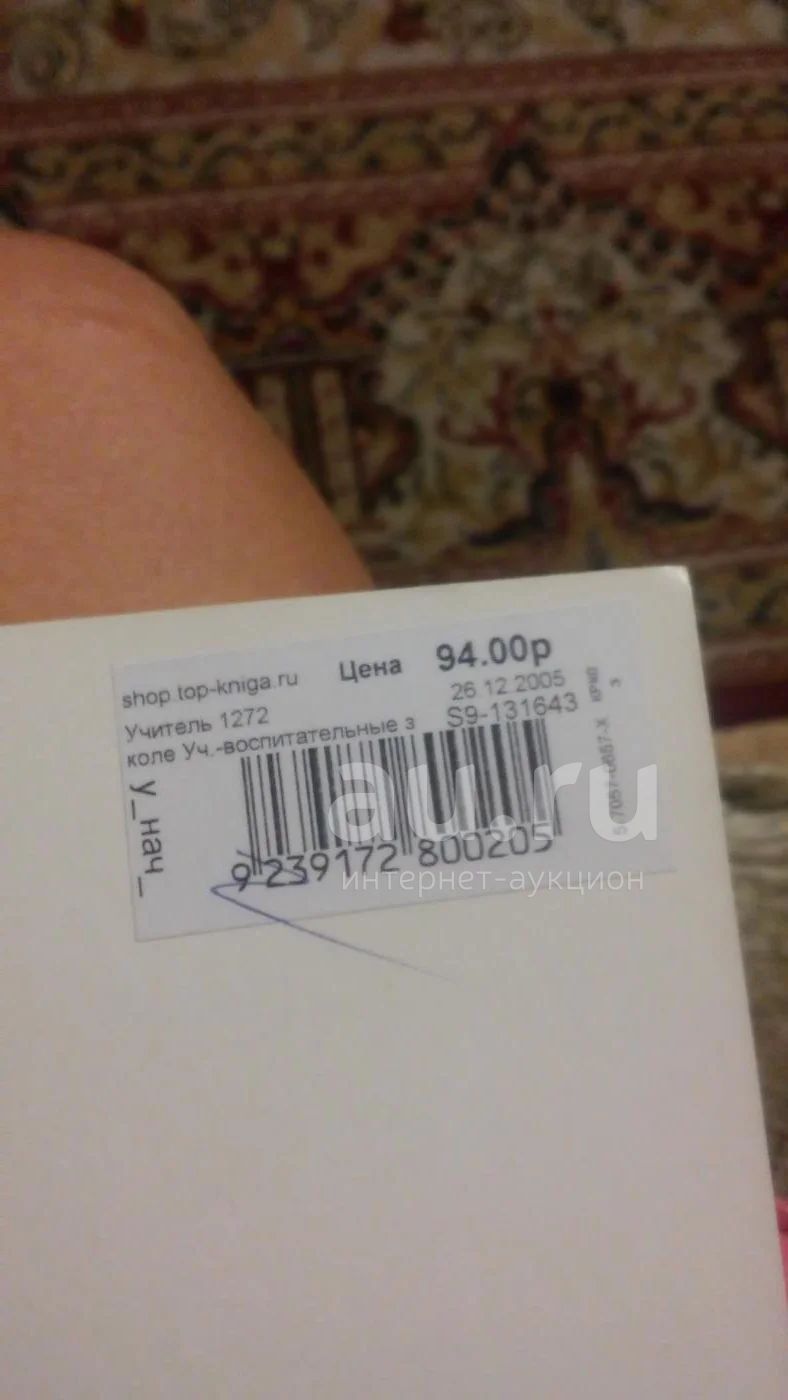 shop.top-kniga.ru Цена 94.00р
Учитель 1272 26.12.2005
коле Уч.-воспитательные з S9-131643
у_нач_
9 239172 800205
au.ru
интернет-аукцион